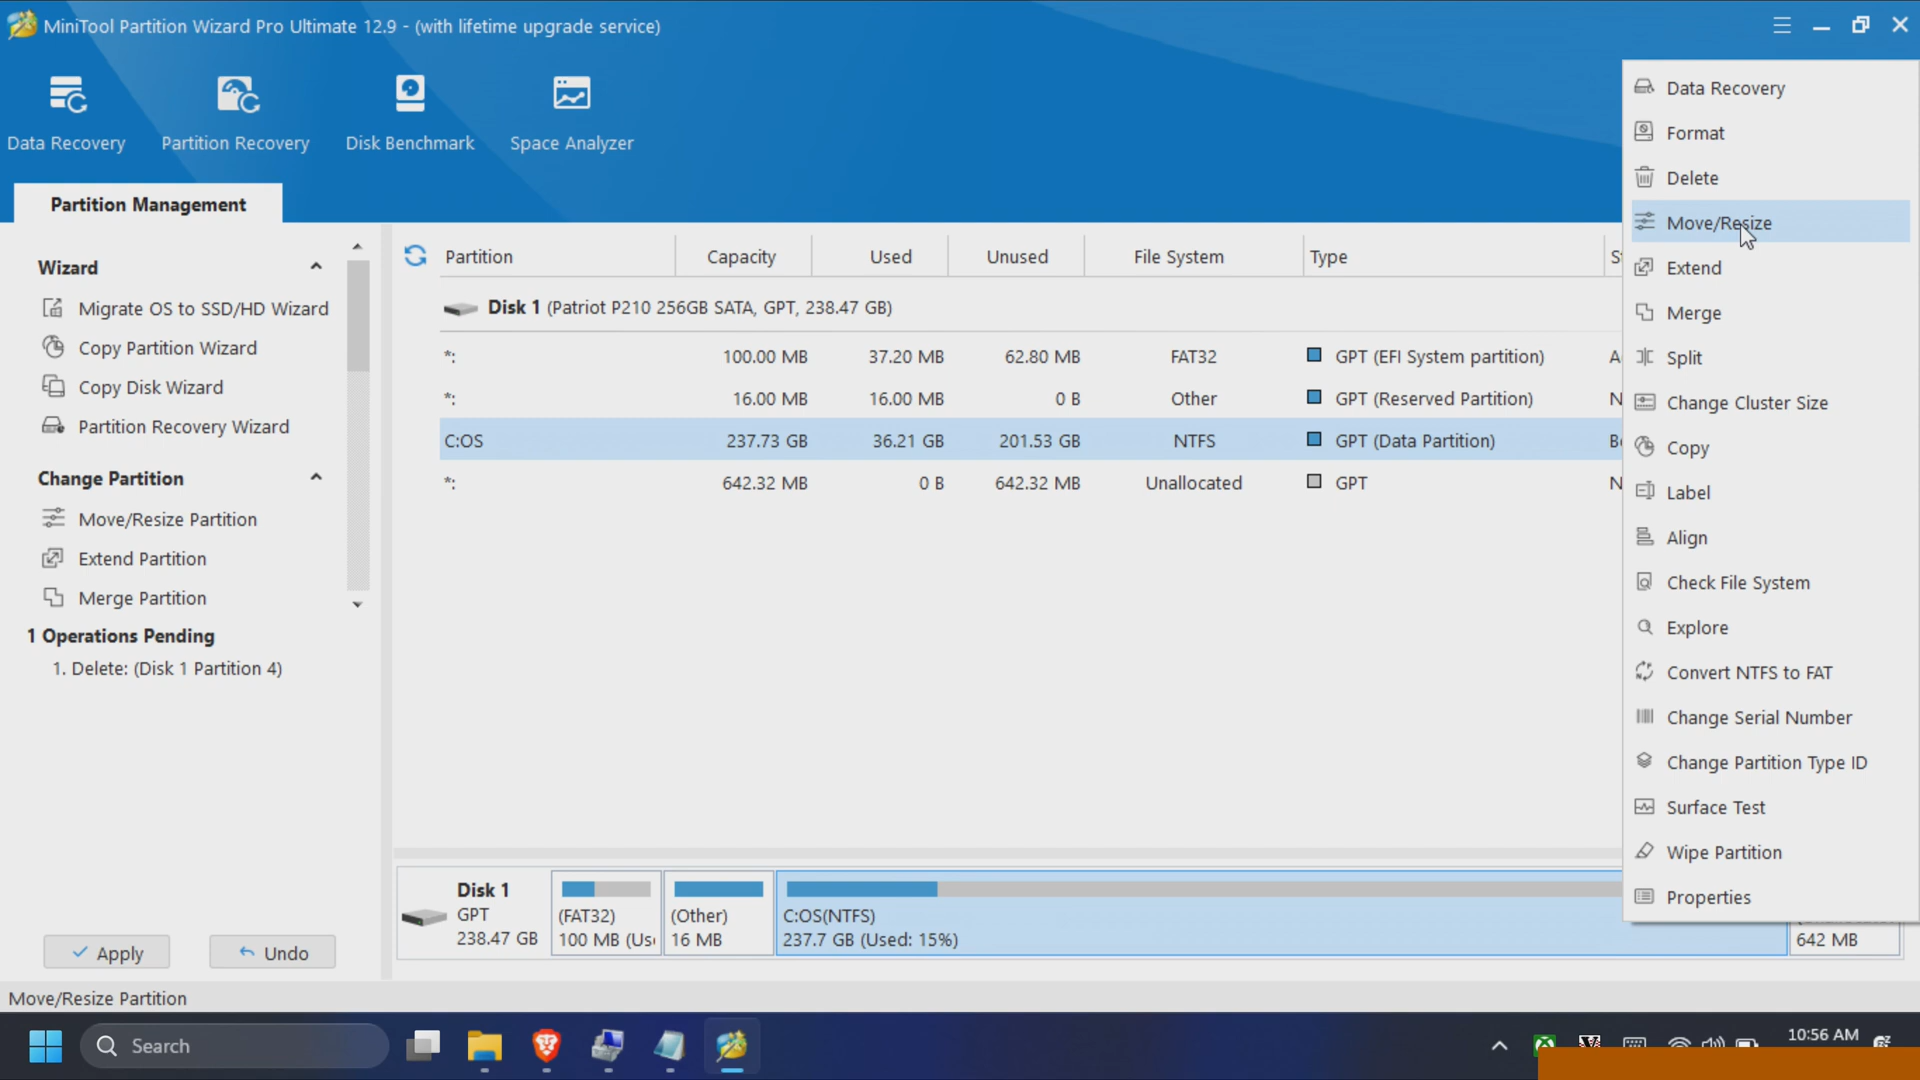 MiniTool Partition Wizard Pro Ultimate 12.9 - (with lifetime upgrade service)
Data Recovery
Partition Recovery
Disk Benchmark
Space Analyzer
Partition Management
Wizard
Migrate OS to SSD/HD Wizard
Copy Partition Wizard
Copy Disk Wizard
Partition Recovery Wizard
Change Partition
Move/Resize Partition
Extend Partition
Merge Partition
1 Operations Pending
1. Delete: (Disk 1 Partition 4)
Apply
Undo
Partition Capacity Used Unused File System Type
Disk 1 (Patriot P210 256GB SATA, GPT, 238.47 GB)
*: 100.00 MB 37.20 MB 62.80 MB FAT32 GPT (EFI System partition)
*: 16.00 MB 16.00 MB 0 B Other GPT (Reserved Partition)
C:OS 237.73 GB 36.21 GB 201.53 GB NTFS GPT (Data Partition)
*: 642.32 MB 0 B 642.32 MB Unallocated GPT
Disk 1
GPT
238.47 GB
(FAT32)
100 MB (Us
(Other)
16 MB
C:OS(NTFS)
237.7 GB (Used: 15%)
642 MB
Data Recovery
Format
Delete
Move/Resize
Extend
Merge
Split
Change Cluster Size
Copy
Label
Align
Check File System
Explore
Convert NTFS to FAT
Change Serial Number
Change Partition Type ID
Surface Test
Wipe Partition
Properties
Move/Resize Partition
Search
10:56 AM